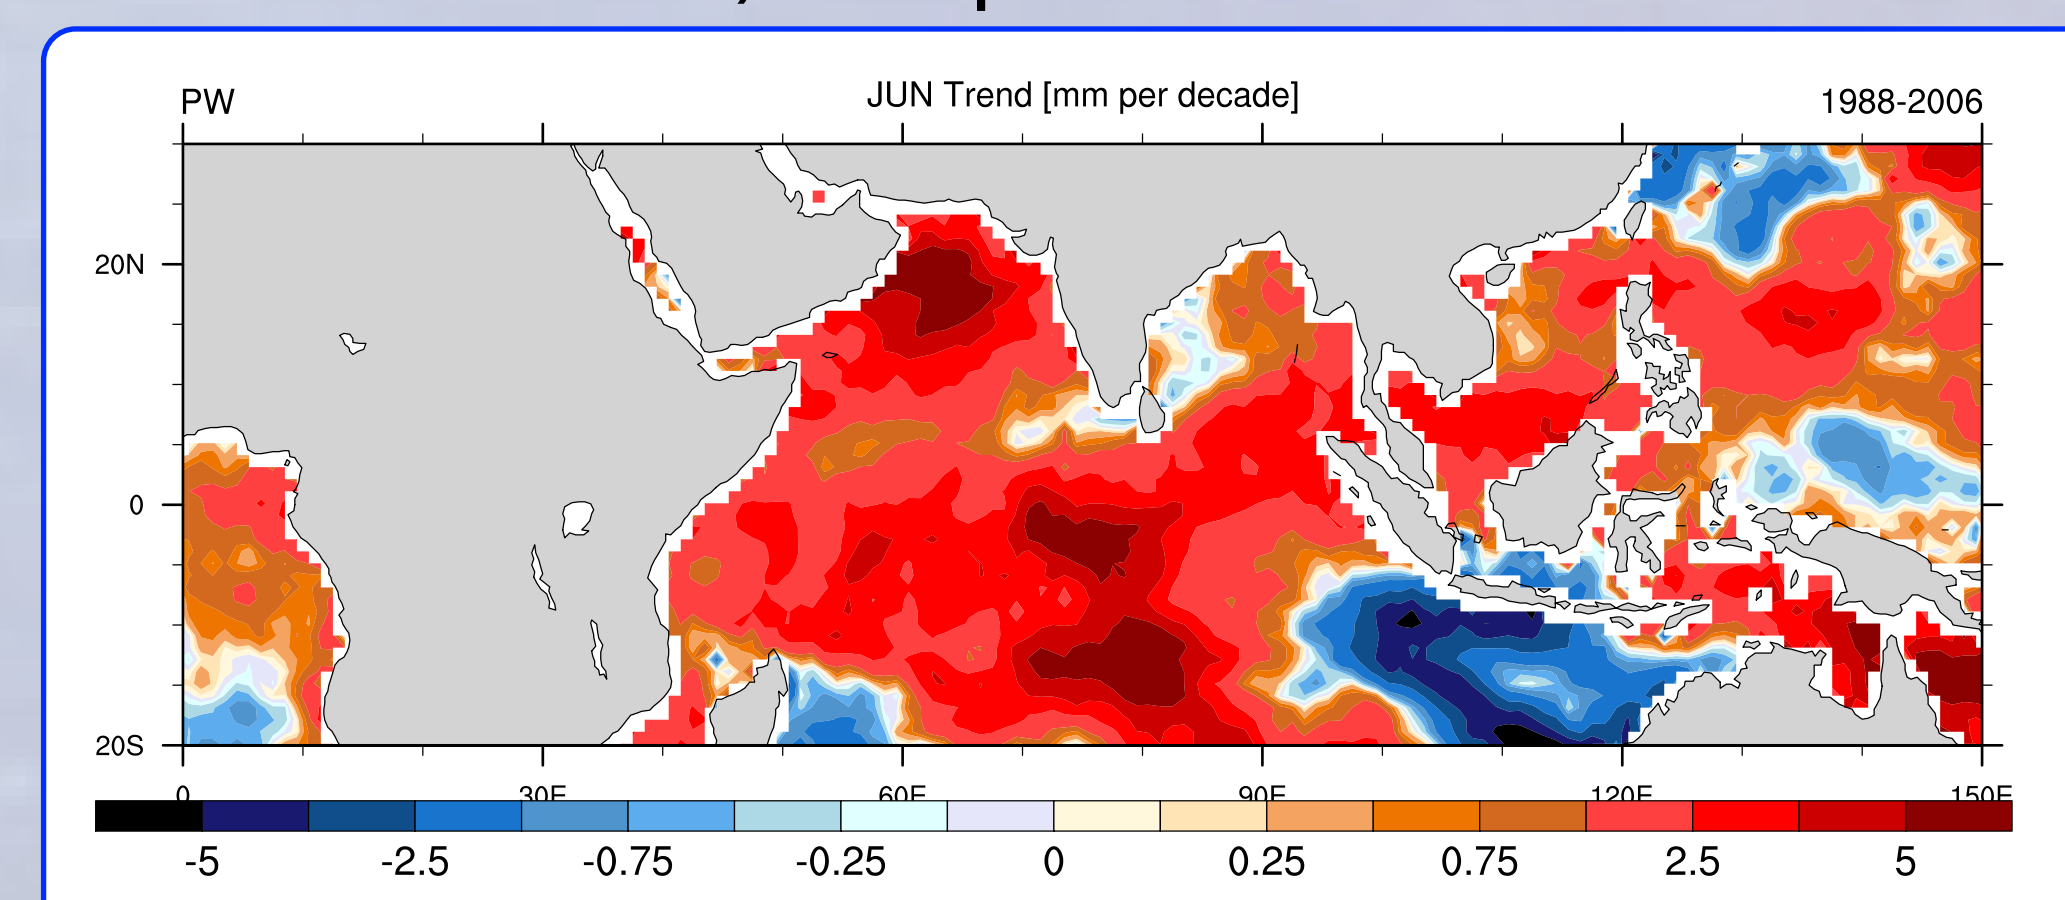 PW JUN Trend [mm per decade] 1988-2006
20N
0
20S
0 30E 60E 90E 120E 150E
-5 -2.5 -0.75 -0.25 0 0.25 0.75 2.5 5